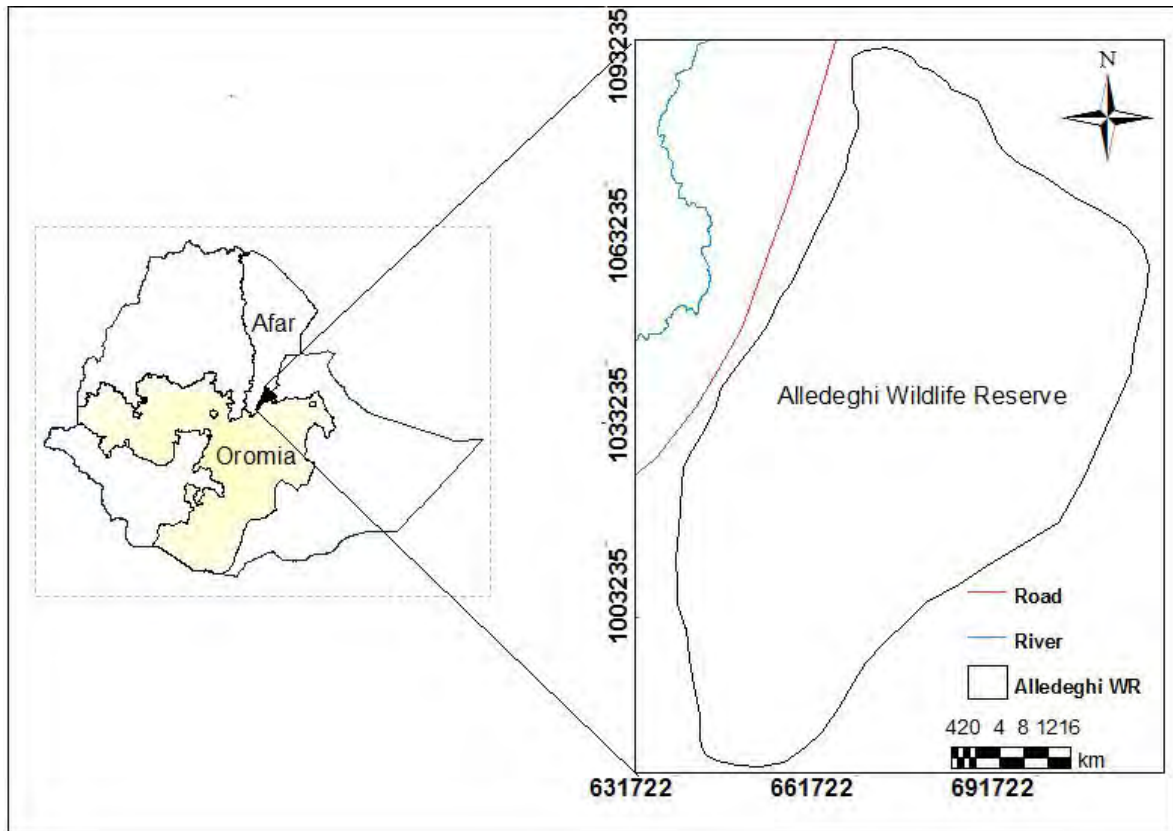 Afar
Oromia
1093235
1063235
1033235
1003235
N
Alledeghi Wildlife Reserve
Road
River
Alledeghi WR
420 4 8 1216
km
631722
661722
691722